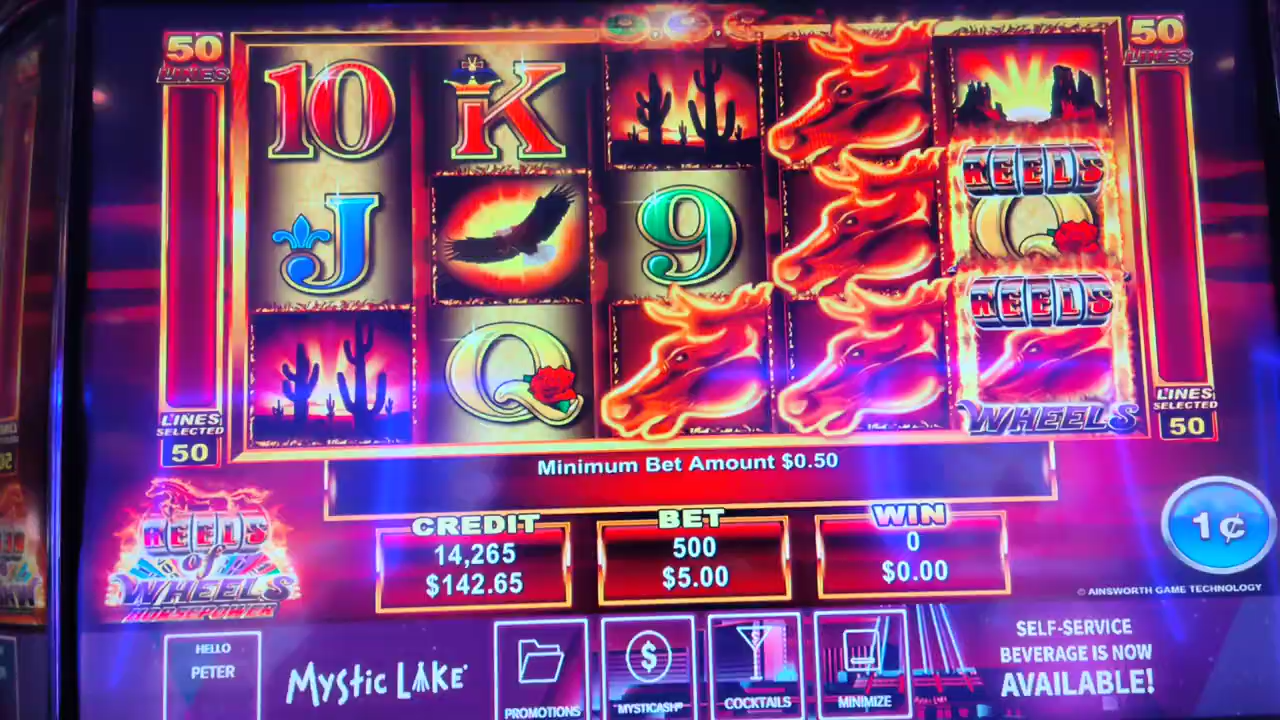 50
LINES
50
LINES
10
K
REELS
J
9
Q
REELS
Q
WHEELS
LINES
SELECTED
50
LINES
SELECTED
50
Minimum Bet Amount $0.50
REELS
of
WHEELS
HORSEPOWER
CREDIT
14,265
$142.65
BET
500
$5.00
WIN
0
$0.00
1¢
© AINSWORTH GAME TECHNOLOGY
HELLO
PETER
MYSTIC LAKE
PROMOTIONS
$
MYSTICASH®
COCKTAILS
MINIMIZE
SELF-SERVICE
BEVERAGE IS NOW
AVAILABLE!